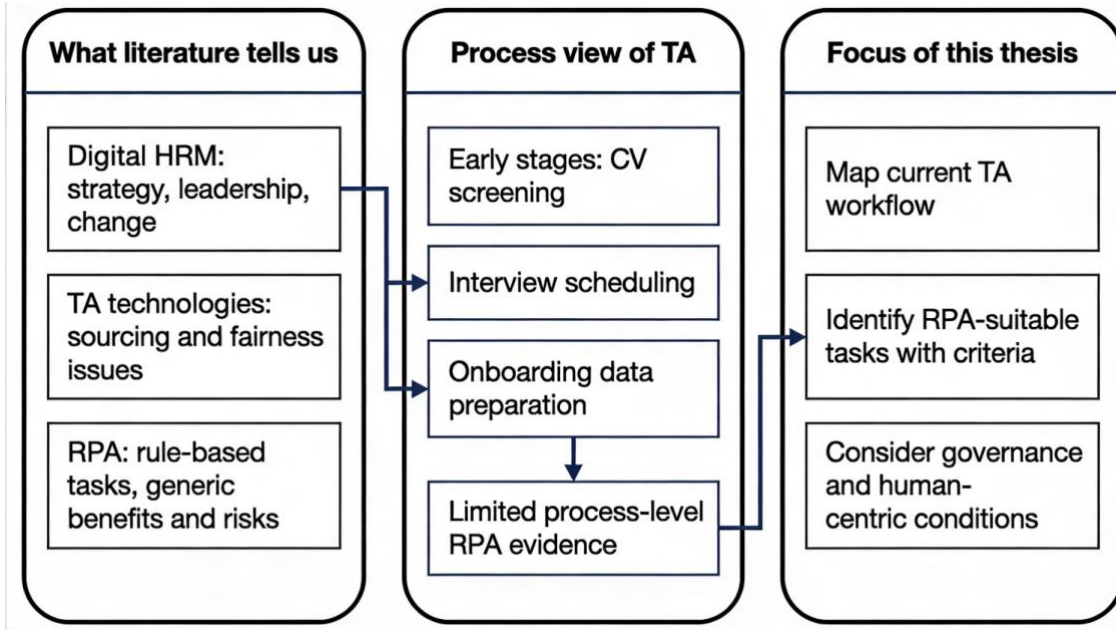 What literature tells us
Digital HRM:
strategy, leadership,
change
TA technologies:
sourcing and fairness
issues
RPA: rule-based
tasks, generic
benefits and risks
Process view of TA
Early stages: CV
screening
Interview scheduling
Onboarding data
preparation
Limited process-level
RPA evidence
Focus of this thesis
Map current TA
workflow
Identify RPA-suitable
tasks with criteria
Consider governance
and human-
centric conditions